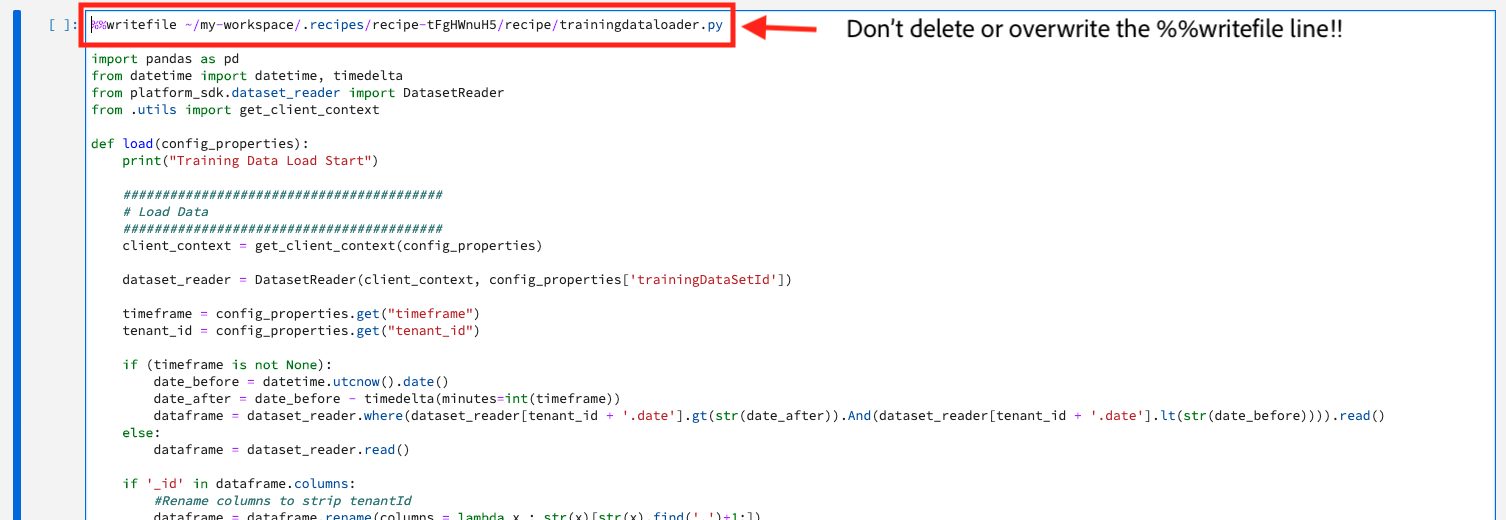 [ ]: %%writefile ~/my-workspace/.recipes/recipe-tFgHWnuH5/recipe/trainingdataloader.py
Don't delete or overwrite the %%writefile line!!
import pandas as pd
from datetime import datetime, timedelta
from platform_sdk.dataset_reader import DatasetReader
from .utils import get_client_context
def load(config_properties):
print("Training Data Load Start")
#########################################
# Load Data
#########################################
client_context = get_client_context(config_properties)
dataset_reader = DatasetReader(client_context, config_properties['trainingDataSetId'])
timeframe = config_properties.get("timeframe")
tenant_id = config_properties.get("tenant_id")
if (timeframe is not None):
date_before = datetime.utcnow().date()
date_after = date_before - timedelta(minutes=int(timeframe))
dataframe = dataset_reader.where(dataset_reader[tenant_id + '.date'].gt(str(date_after)).And(dataset_reader[tenant_id + '.date'].lt(str(date_before)))).read()
else:
dataframe = dataset_reader.read()
if '_id' in dataframe.columns:
#Rename columns to strip tenantId
dataframe = dataframe.rename(columns = lambda x : str(x)[str(x).find('.')+1:])